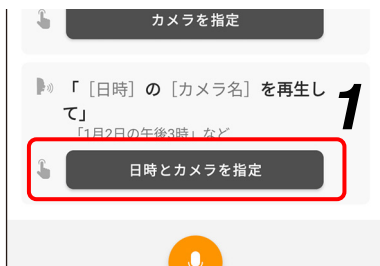 カメラを指定
「［日時］の［カメラ名］を再生し
て」
「1月2日の午後3時」など
日時とカメラを指定
1